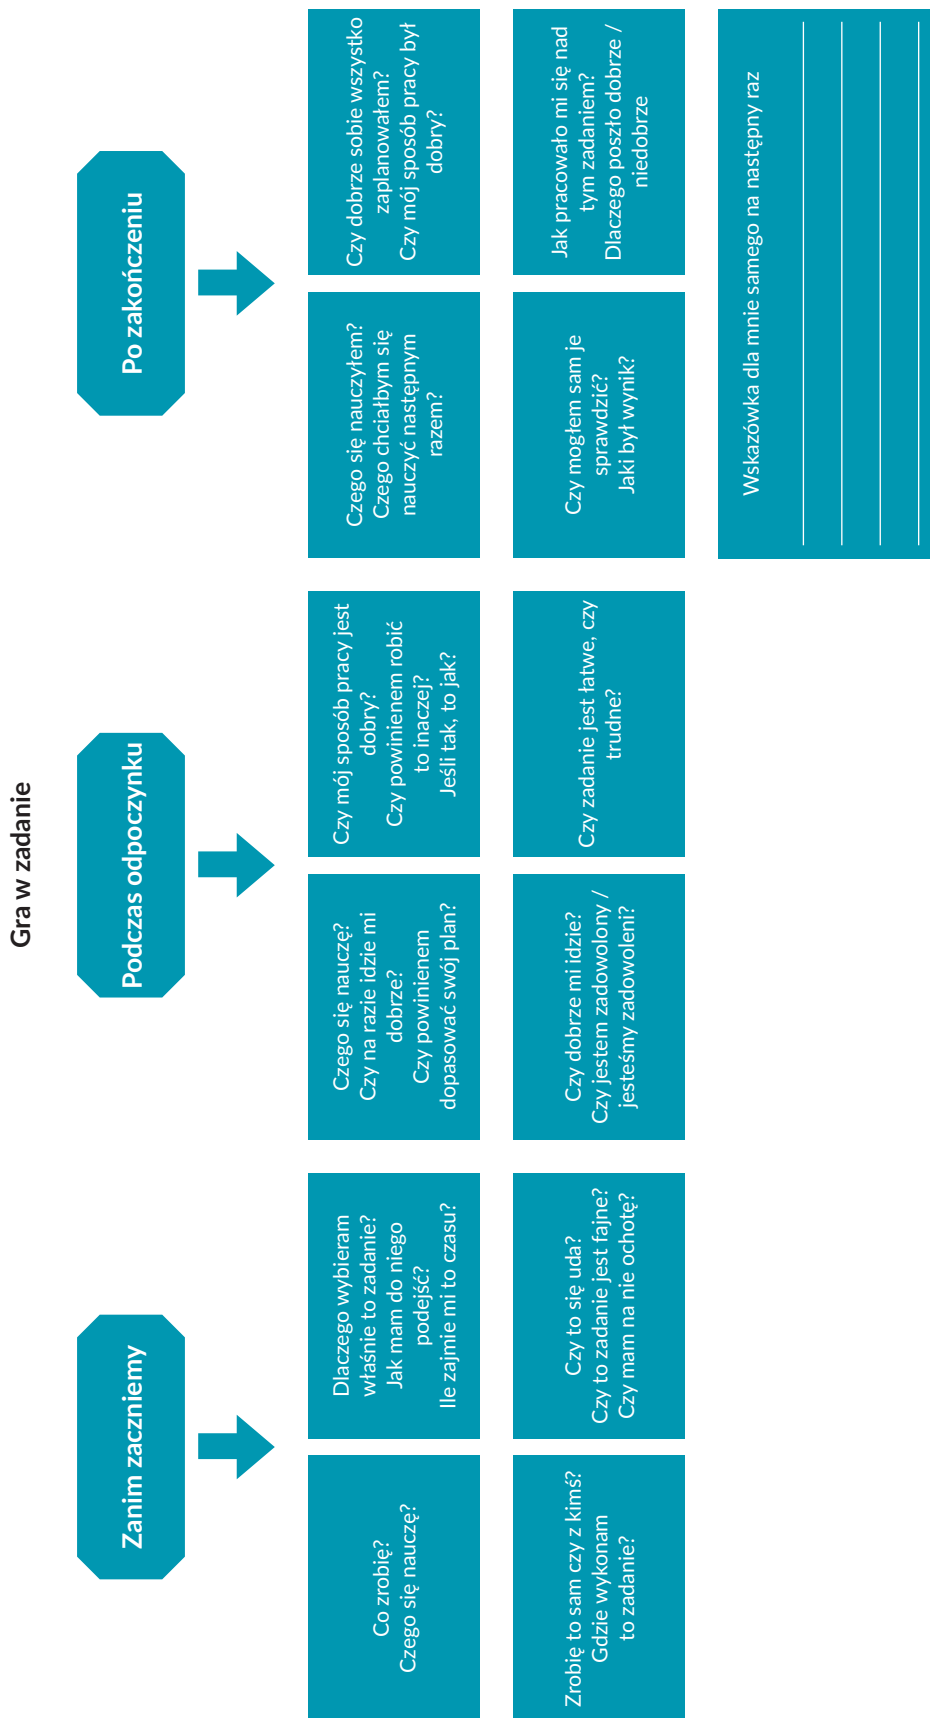 Gra w zadanie
Zanim zaczniemy
Co zrobię?
Czego się nauczę?
Dlaczego wybieram
właśnie to zadanie?
Jak mam do niego
podejść?
Ile zajmie mi to czasu?
Zrobię to sam czy z kimś?
Gdzie wykonam
to zadanie?
Czy to się uda?
Czy to zadanie jest fajne?
Czy mam na nie ochotę?
Podczas odpoczynku
Czego się nauczę?
Czy na razie idzie mi
dobrze?
Czy powinienem
dopasować swój plan?
Czy mój sposób pracy jest
dobry?
Czy powinienem robić
to inaczej?
Jeśli tak, to jak?
Czy dobrze mi idzie?
Czy jestem zadowolony /
jesteśmy zadowoleni?
Czy zadanie jest łatwe, czy
trudne?
Po zakończeniu
Czego się nauczyłem?
Czego chciałbym się
nauczyć następnym
razem?
Czy dobrze sobie wszystko
zaplanowałem?
Czy mój sposób pracy był
dobry?
Czy mogłem sam je
sprawdzić?
Jaki był wynik?
Jak pracowało mi się nad
tym zadaniem?
Dlaczego poszło dobrze /
niedobrze
Wskazówka dla mnie samego na następny raz